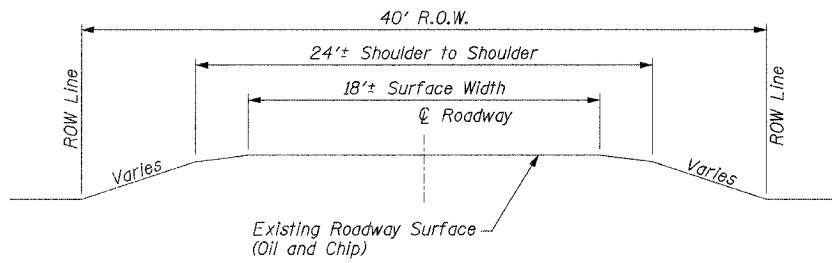 40' R.O.W.
24'± Shoulder to Shoulder
18'± Surface Width
℄ Roadway
ROW Line
ROW Line
Varies
Varies
Existing Roadway Surface
(Oil and Chip)